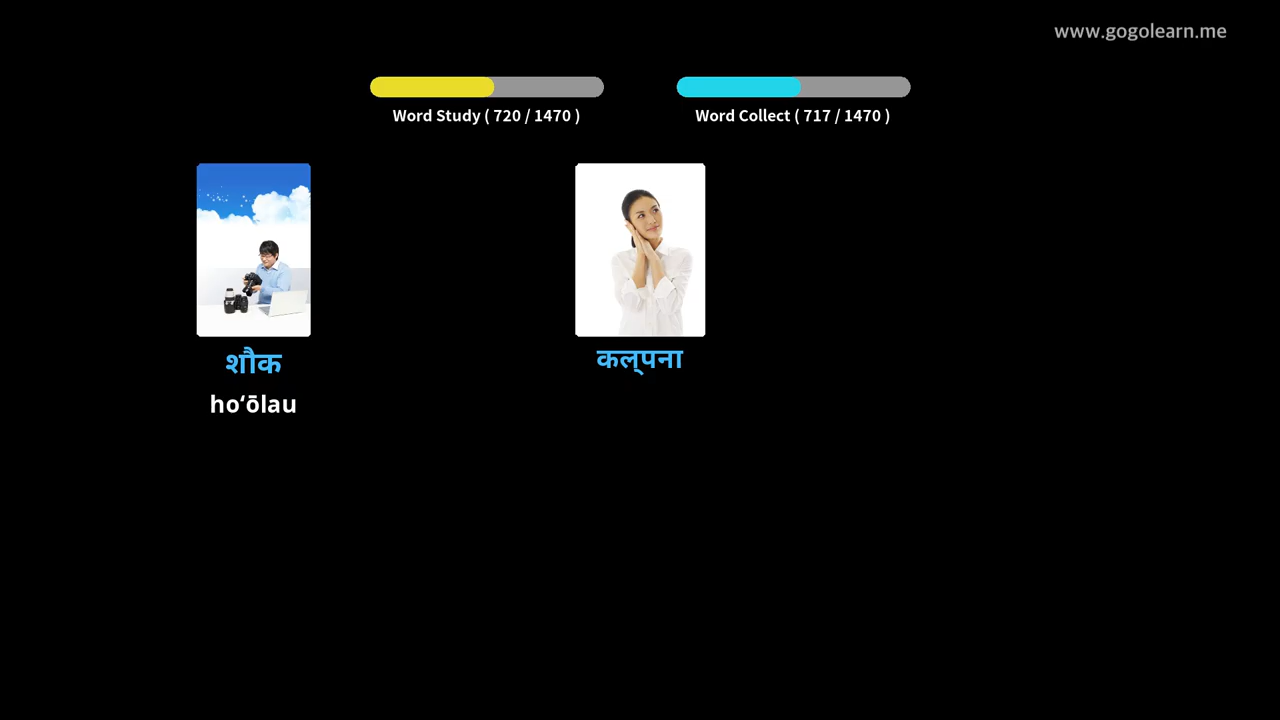 www.gogolearn.me
Word Study ( 720 / 1470 )
Word Collect ( 717 / 1470 )
शौक
hoʻōlau
कल्पना